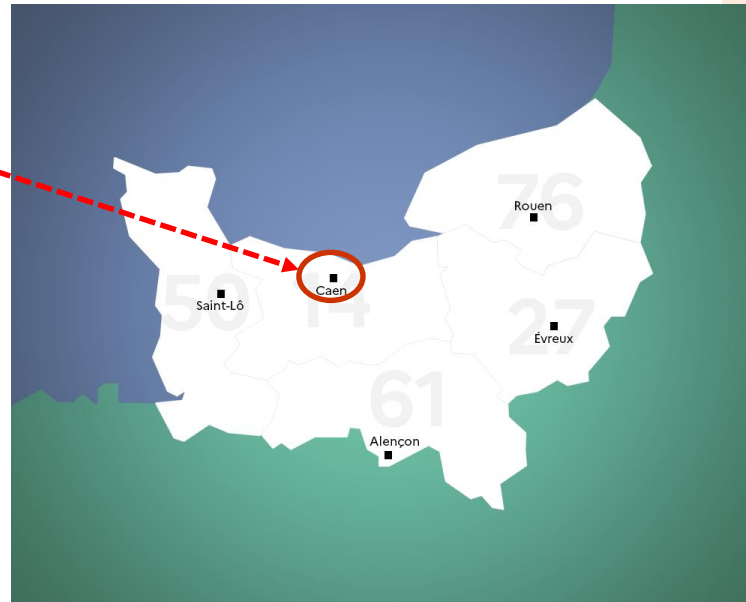 76
Rouen
50
Saint-Lô
14
Caen
27
Évreux
61
Alençon